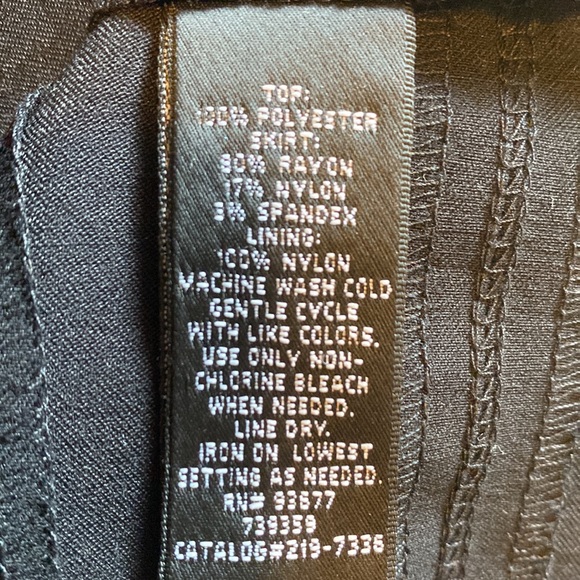 TOP:
100% POLYESTER
SKIRT:
80% RAYON
17% NYLON
3% SPANDEX
LINING:
100% NYLON
MACHINE WASH COLD
GENTLE CYCLE
WITH LIKE COLORS.
USE ONLY NON-
CHLORINE BLEACH
WHEN NEEDED.
LINE DRY.
IRON ON LOWEST
SETTING AS NEEDED.
RN# 93677
739359
CATALOG#219-7336